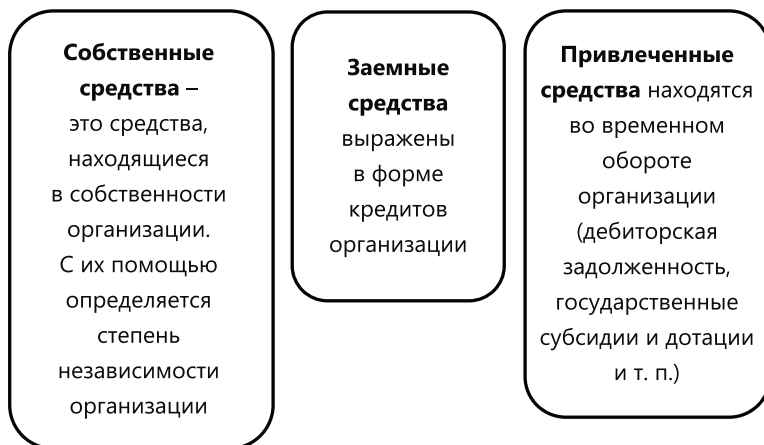 Собственные
средства –
это средства,
находящиеся
в собственности
организации.
С их помощью
определяется
степень
независимости
организации
Заемные
средства
выражены
в форме
кредитов
организации
Привлеченные
средства находятся
во временном
обороте
организации
(дебиторская
задолженность,
государственные
субсидии и дотации
и т. п.)